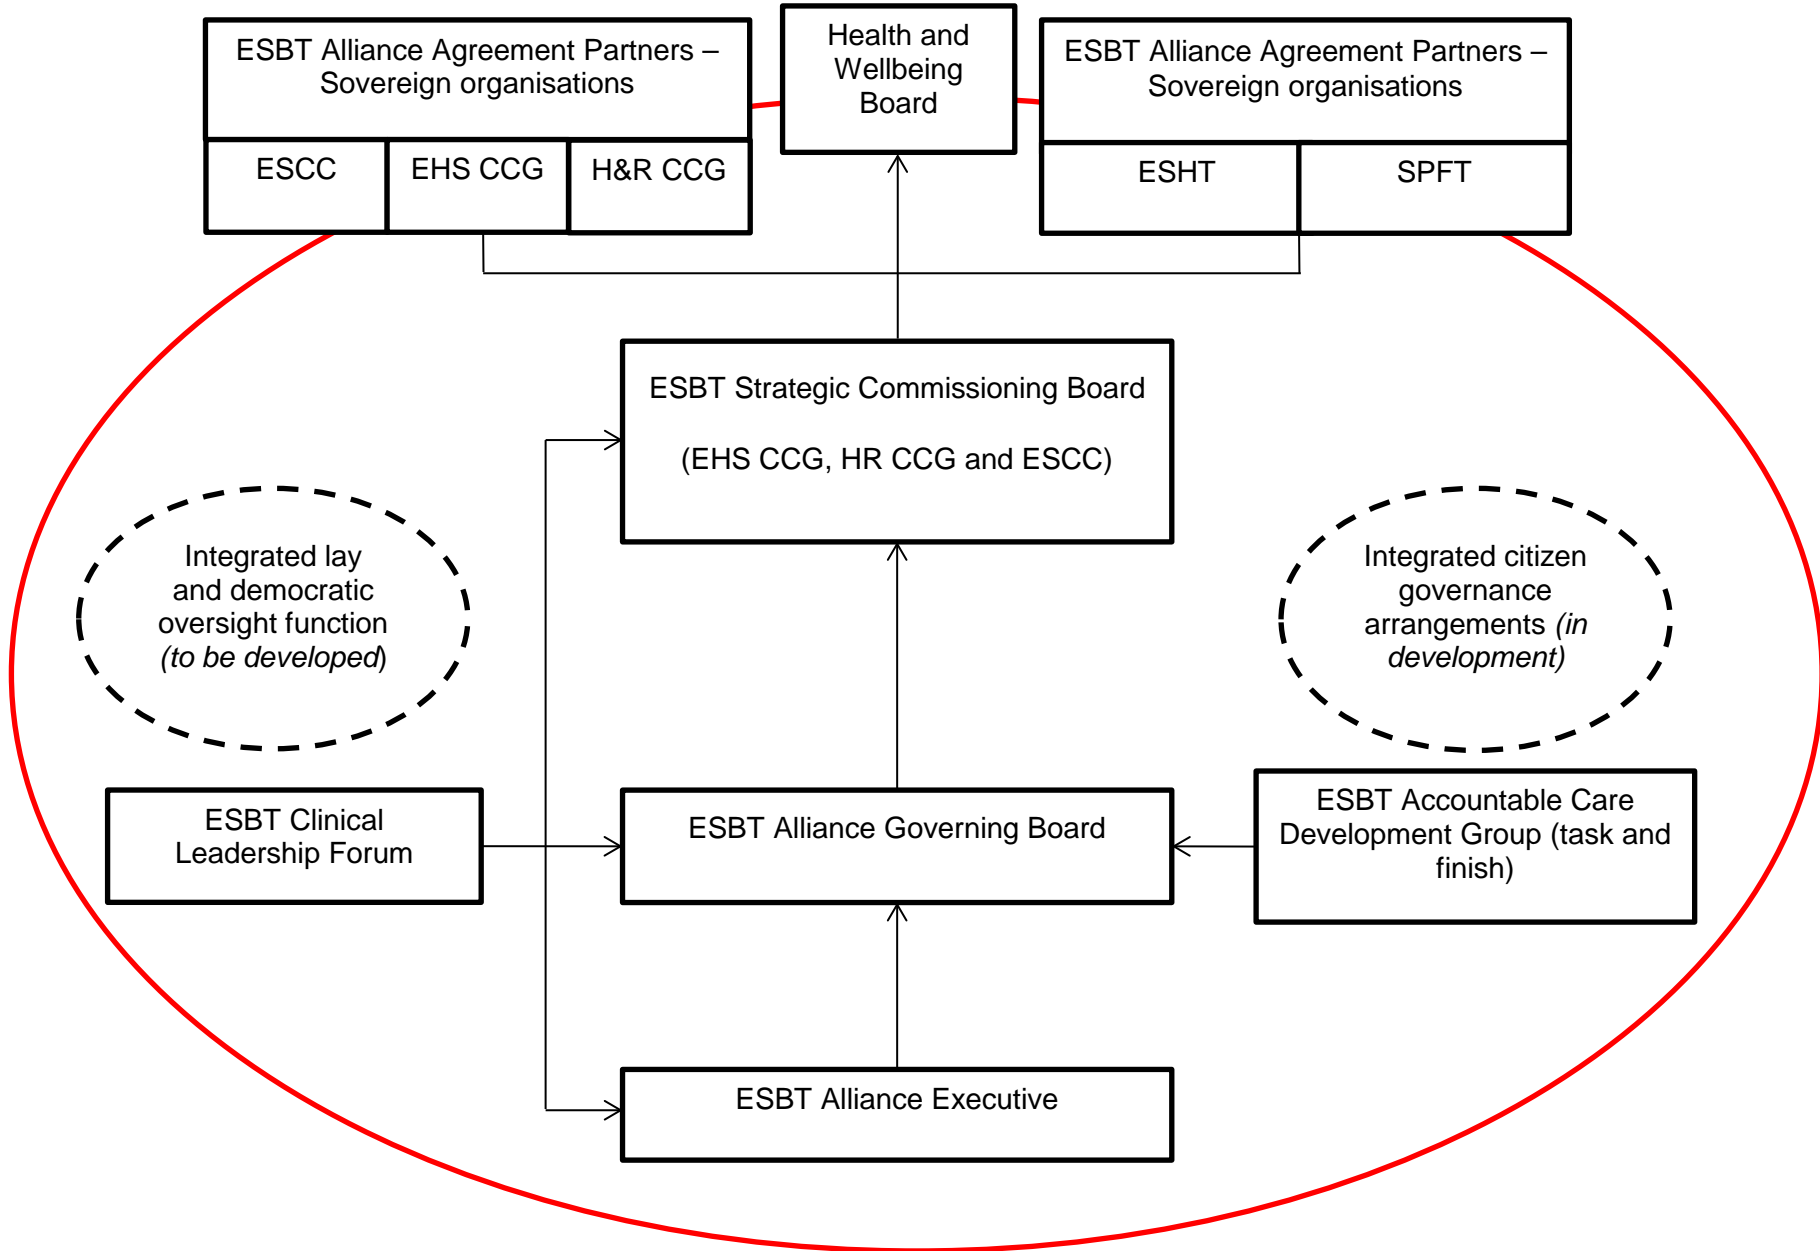 ESBT Alliance Agreement Partners –
Sovereign organisations
ESCC
EHS CCG
H&R CCG
Health and
Wellbeing
Board
ESBT Alliance Agreement Partners –
Sovereign organisations
ESHT
SPFT
ESBT Strategic Commissioning Board
(EHS CCG, HR CCG and ESCC)
Integrated lay
and democratic
oversight function
(to be developed)
Integrated citizen
governance
arrangements (in
development)
ESBT Clinical
Leadership Forum
ESBT Alliance Governing Board
ESBT Accountable Care
Development Group (task and
finish)
ESBT Alliance Executive